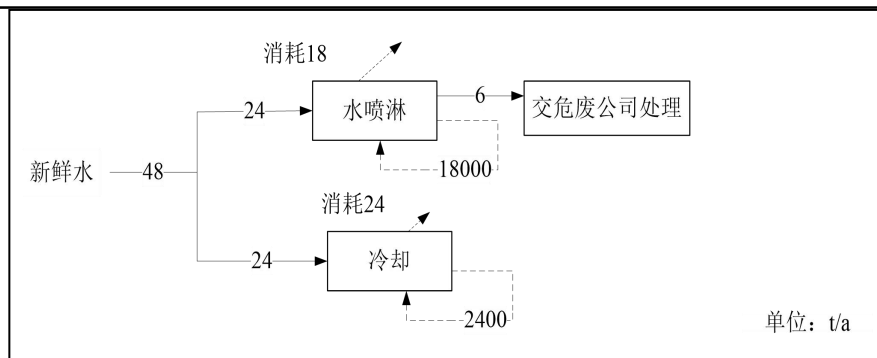 消耗18
24
水喷淋
6
交危废公司处理
18000
新鲜水
48
消耗24
24
冷却
2400
单位：t/a